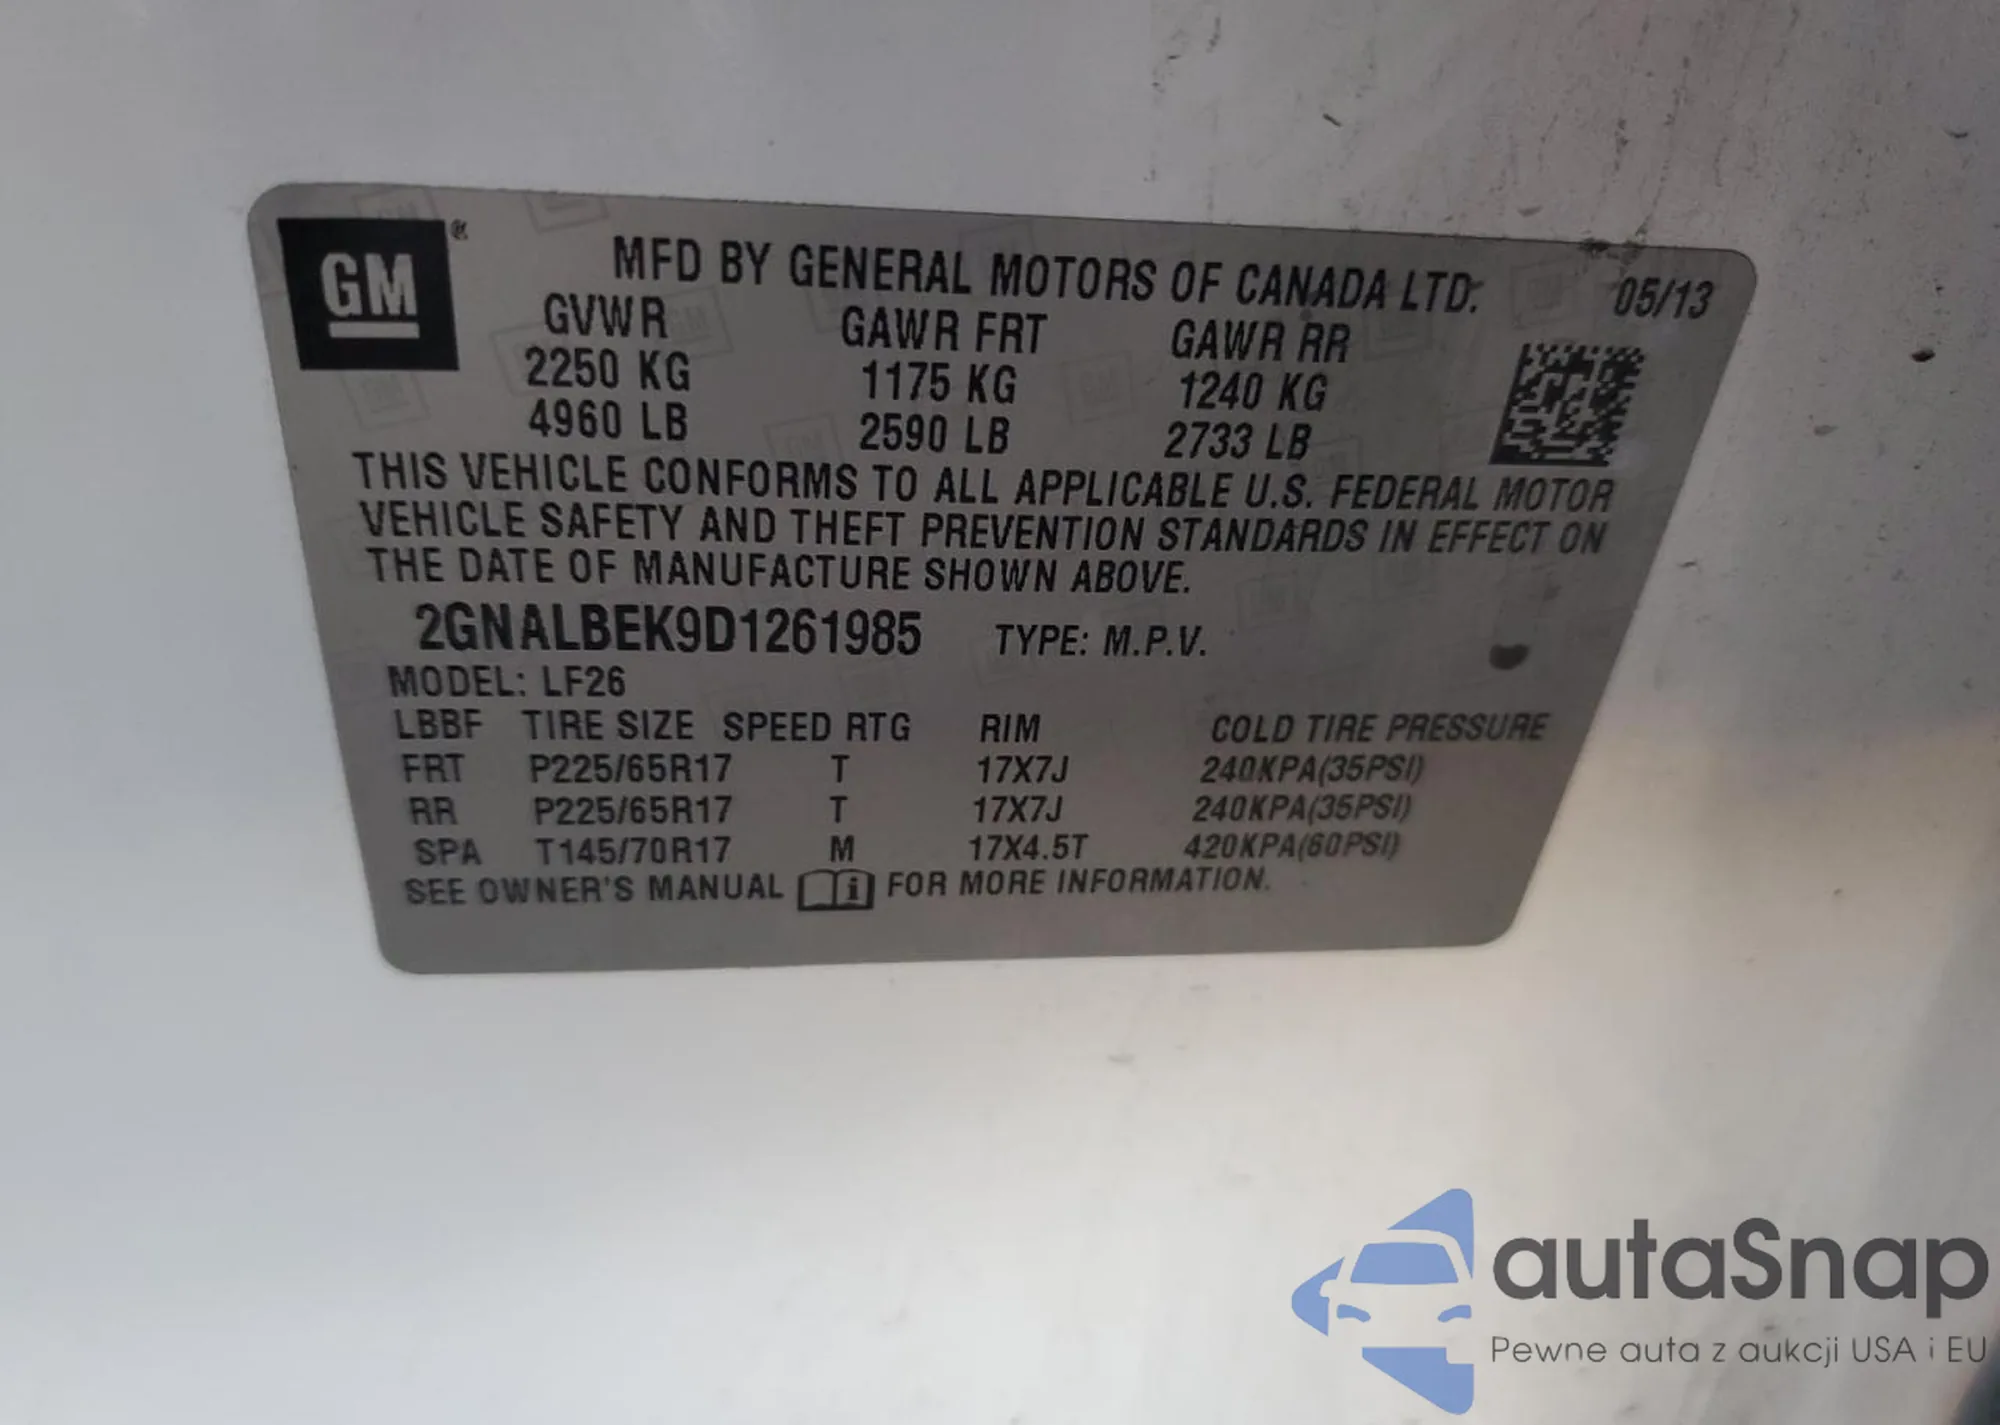 GM ®
MFD BY GENERAL MOTORS OF CANADA LTD. 05/13
GVWR GAWR FRT GAWR RR
2250 KG 1175 KG 1240 KG
4960 LB 2590 LB 2733 LB
THIS VEHICLE CONFORMS TO ALL APPLICABLE U.S. FEDERAL MOTOR
VEHICLE SAFETY AND THEFT PREVENTION STANDARDS IN EFFECT ON
THE DATE OF MANUFACTURE SHOWN ABOVE.
2GNALBEK9D1261985 TYPE: M.P.V.
MODEL: LF26
LBBF TIRE SIZE SPEED RTG RIM COLD TIRE PRESSURE
FRT P225/65R17 T 17X7J 240KPA(35PSI)
RR P225/65R17 T 17X7J 240KPA(35PSI)
SPA T145/70R17 M 17X4.5T 420KPA(60PSI)
SEE OWNER'S MANUAL i FOR MORE INFORMATION.
autaSnap
Pewne auta z aukcji USA i EU